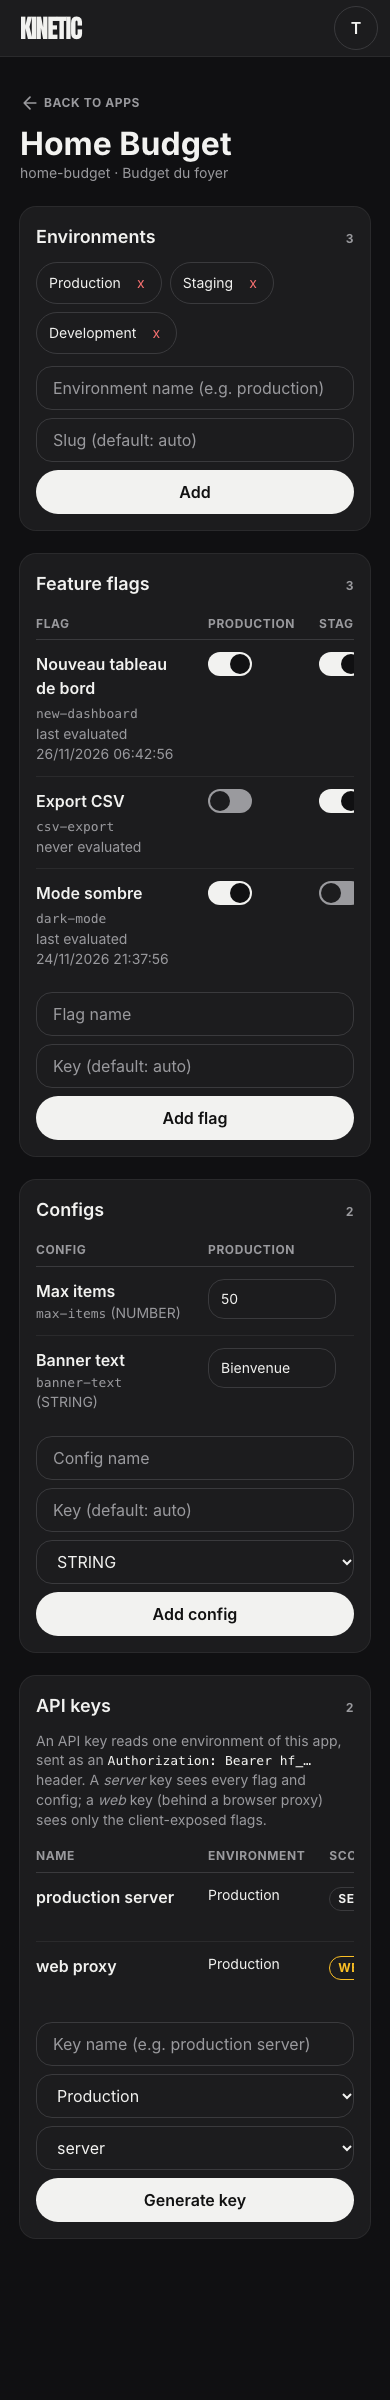 KINETIC
T
BACK TO APPS
Home Budget
home-budget · Budget du foyer
Environments 3
Production x Staging x
Development x
Environment name (e.g. production)
Slug (default: auto)
Add
Feature flags 3
FLAG PRODUCTION STAG
Nouveau tableau
de bord
new-dashboard
last evaluated
26/11/2026 06:42:56
Export CSV
csv-export
never evaluated
Mode sombre
dark-mode
last evaluated
24/11/2026 21:37:56
Flag name
Key (default: auto)
Add flag
Configs 2
CONFIG PRODUCTION
Max items 50
max-items (NUMBER)
Banner text Bienvenue
banner-text
(STRING)
Config name
Key (default: auto)
STRING
Add config
API keys 2
An API key reads one environment of this app,
sent as an Authorization: Bearer hf_…
header. A server key sees every flag and
config; a web key (behind a browser proxy)
sees only the client-exposed flags.
NAME ENVIRONMENT SCO
production server Production SE
web proxy Production
Key name (e.g. production server)
Production
server
Generate key